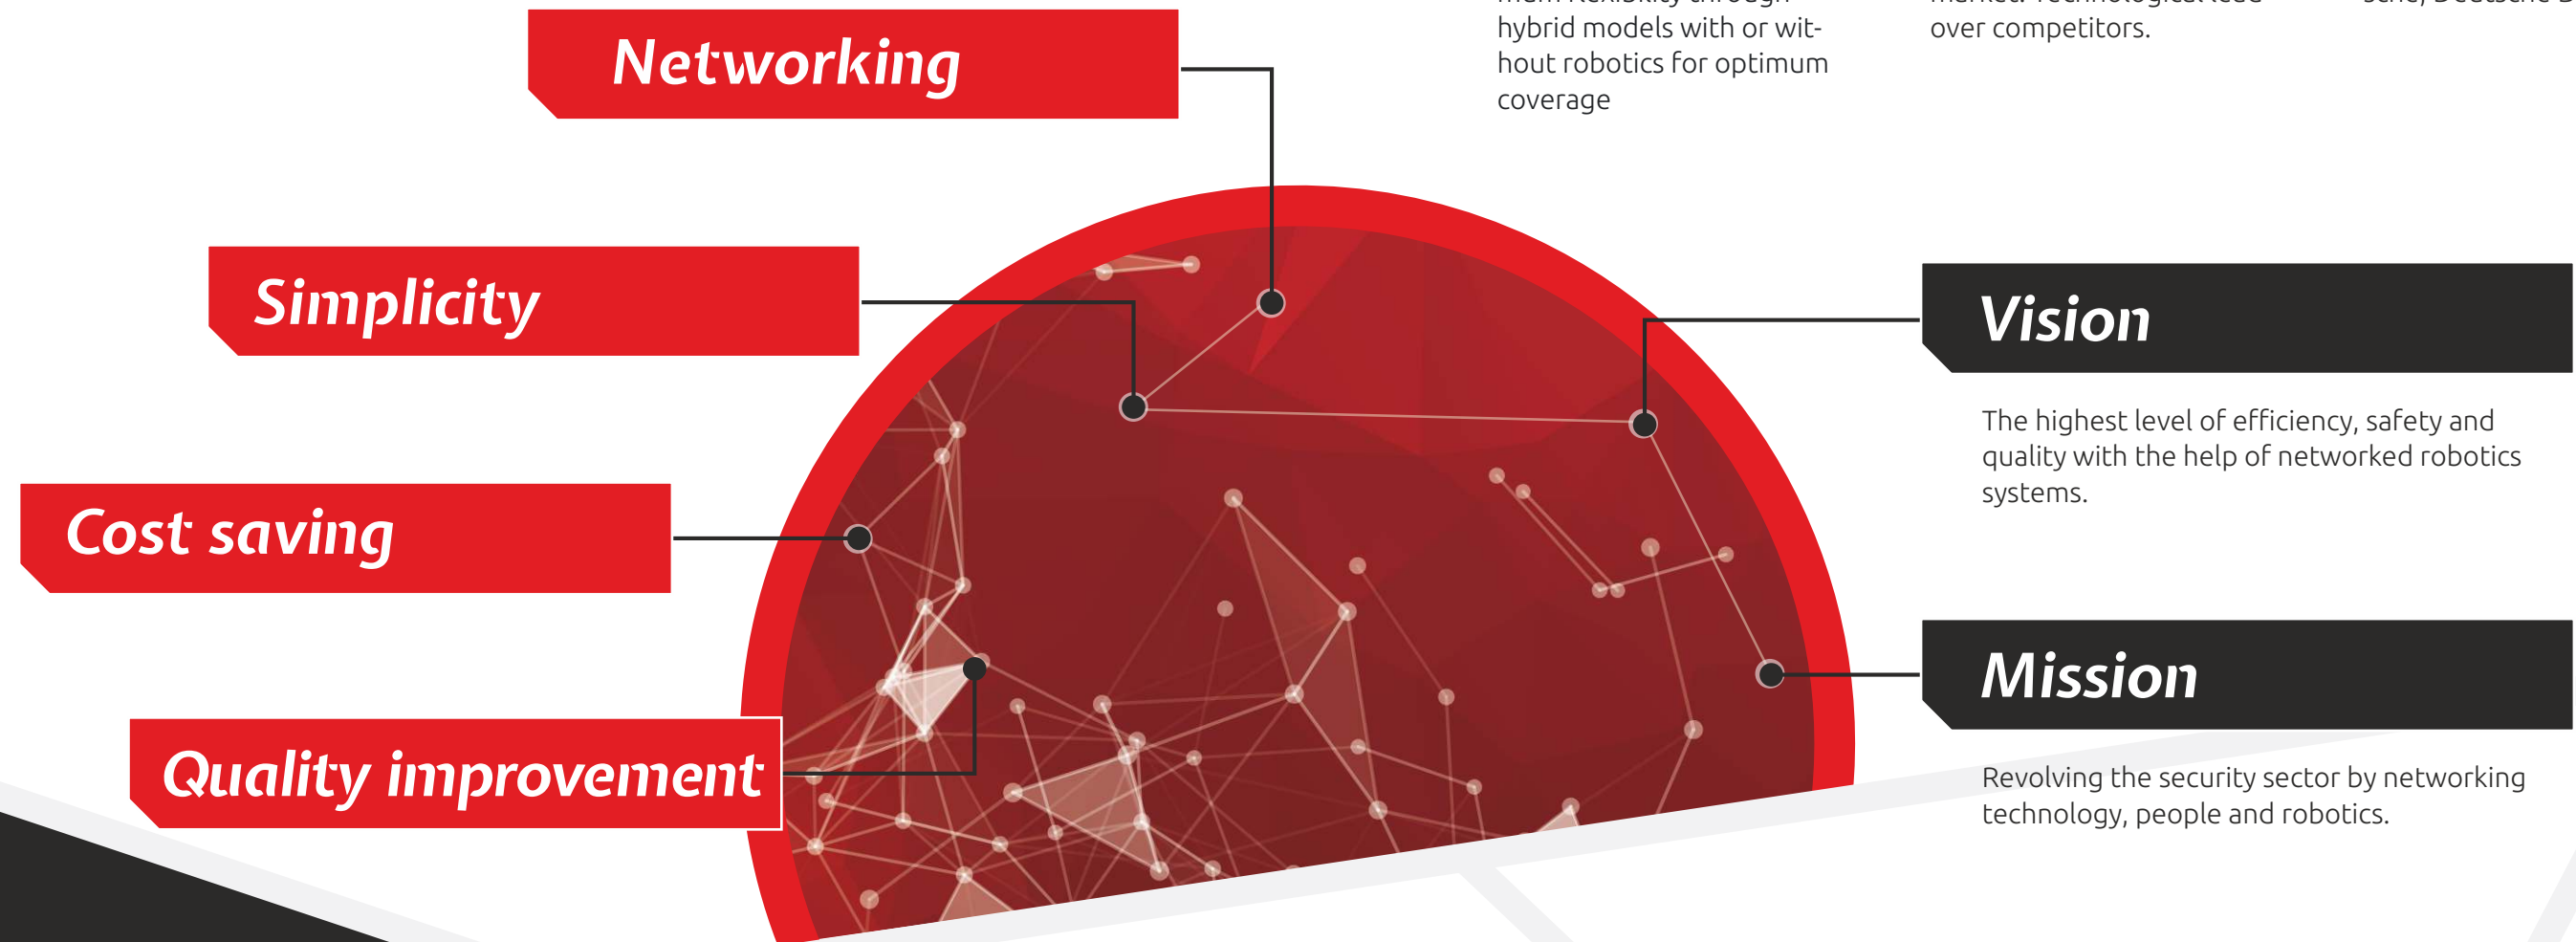 hybrid models with or wit-
hout robotics for optimum
coverage
over competitors.
Networking
Simplicity
Cost saving
Quality improvement
Vision
The highest level of efficiency, safety and
quality with the help of networked robotics
systems.
Mission
Revolving the security sector by networking
technology, people and robotics.